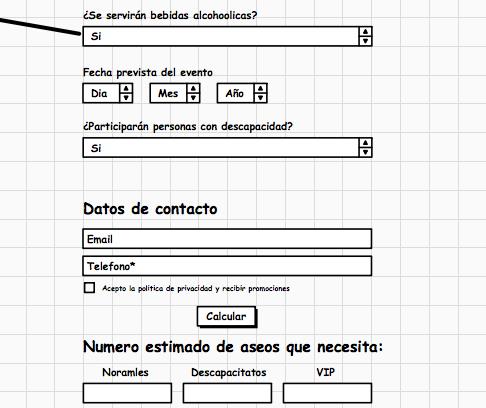 ¿Se servirán bebidas alcohoolicas?
Si
Fecha prevista del evento
Dia Mes Año
¿Participarán personas con descapacidad?
Si
Datos de contacto
Email
Telefono*
Acepto la política de privacidad y recibir promociones
Calcular
Numero estimado de aseos que necesita:
Noramles Descapacitatos VIP